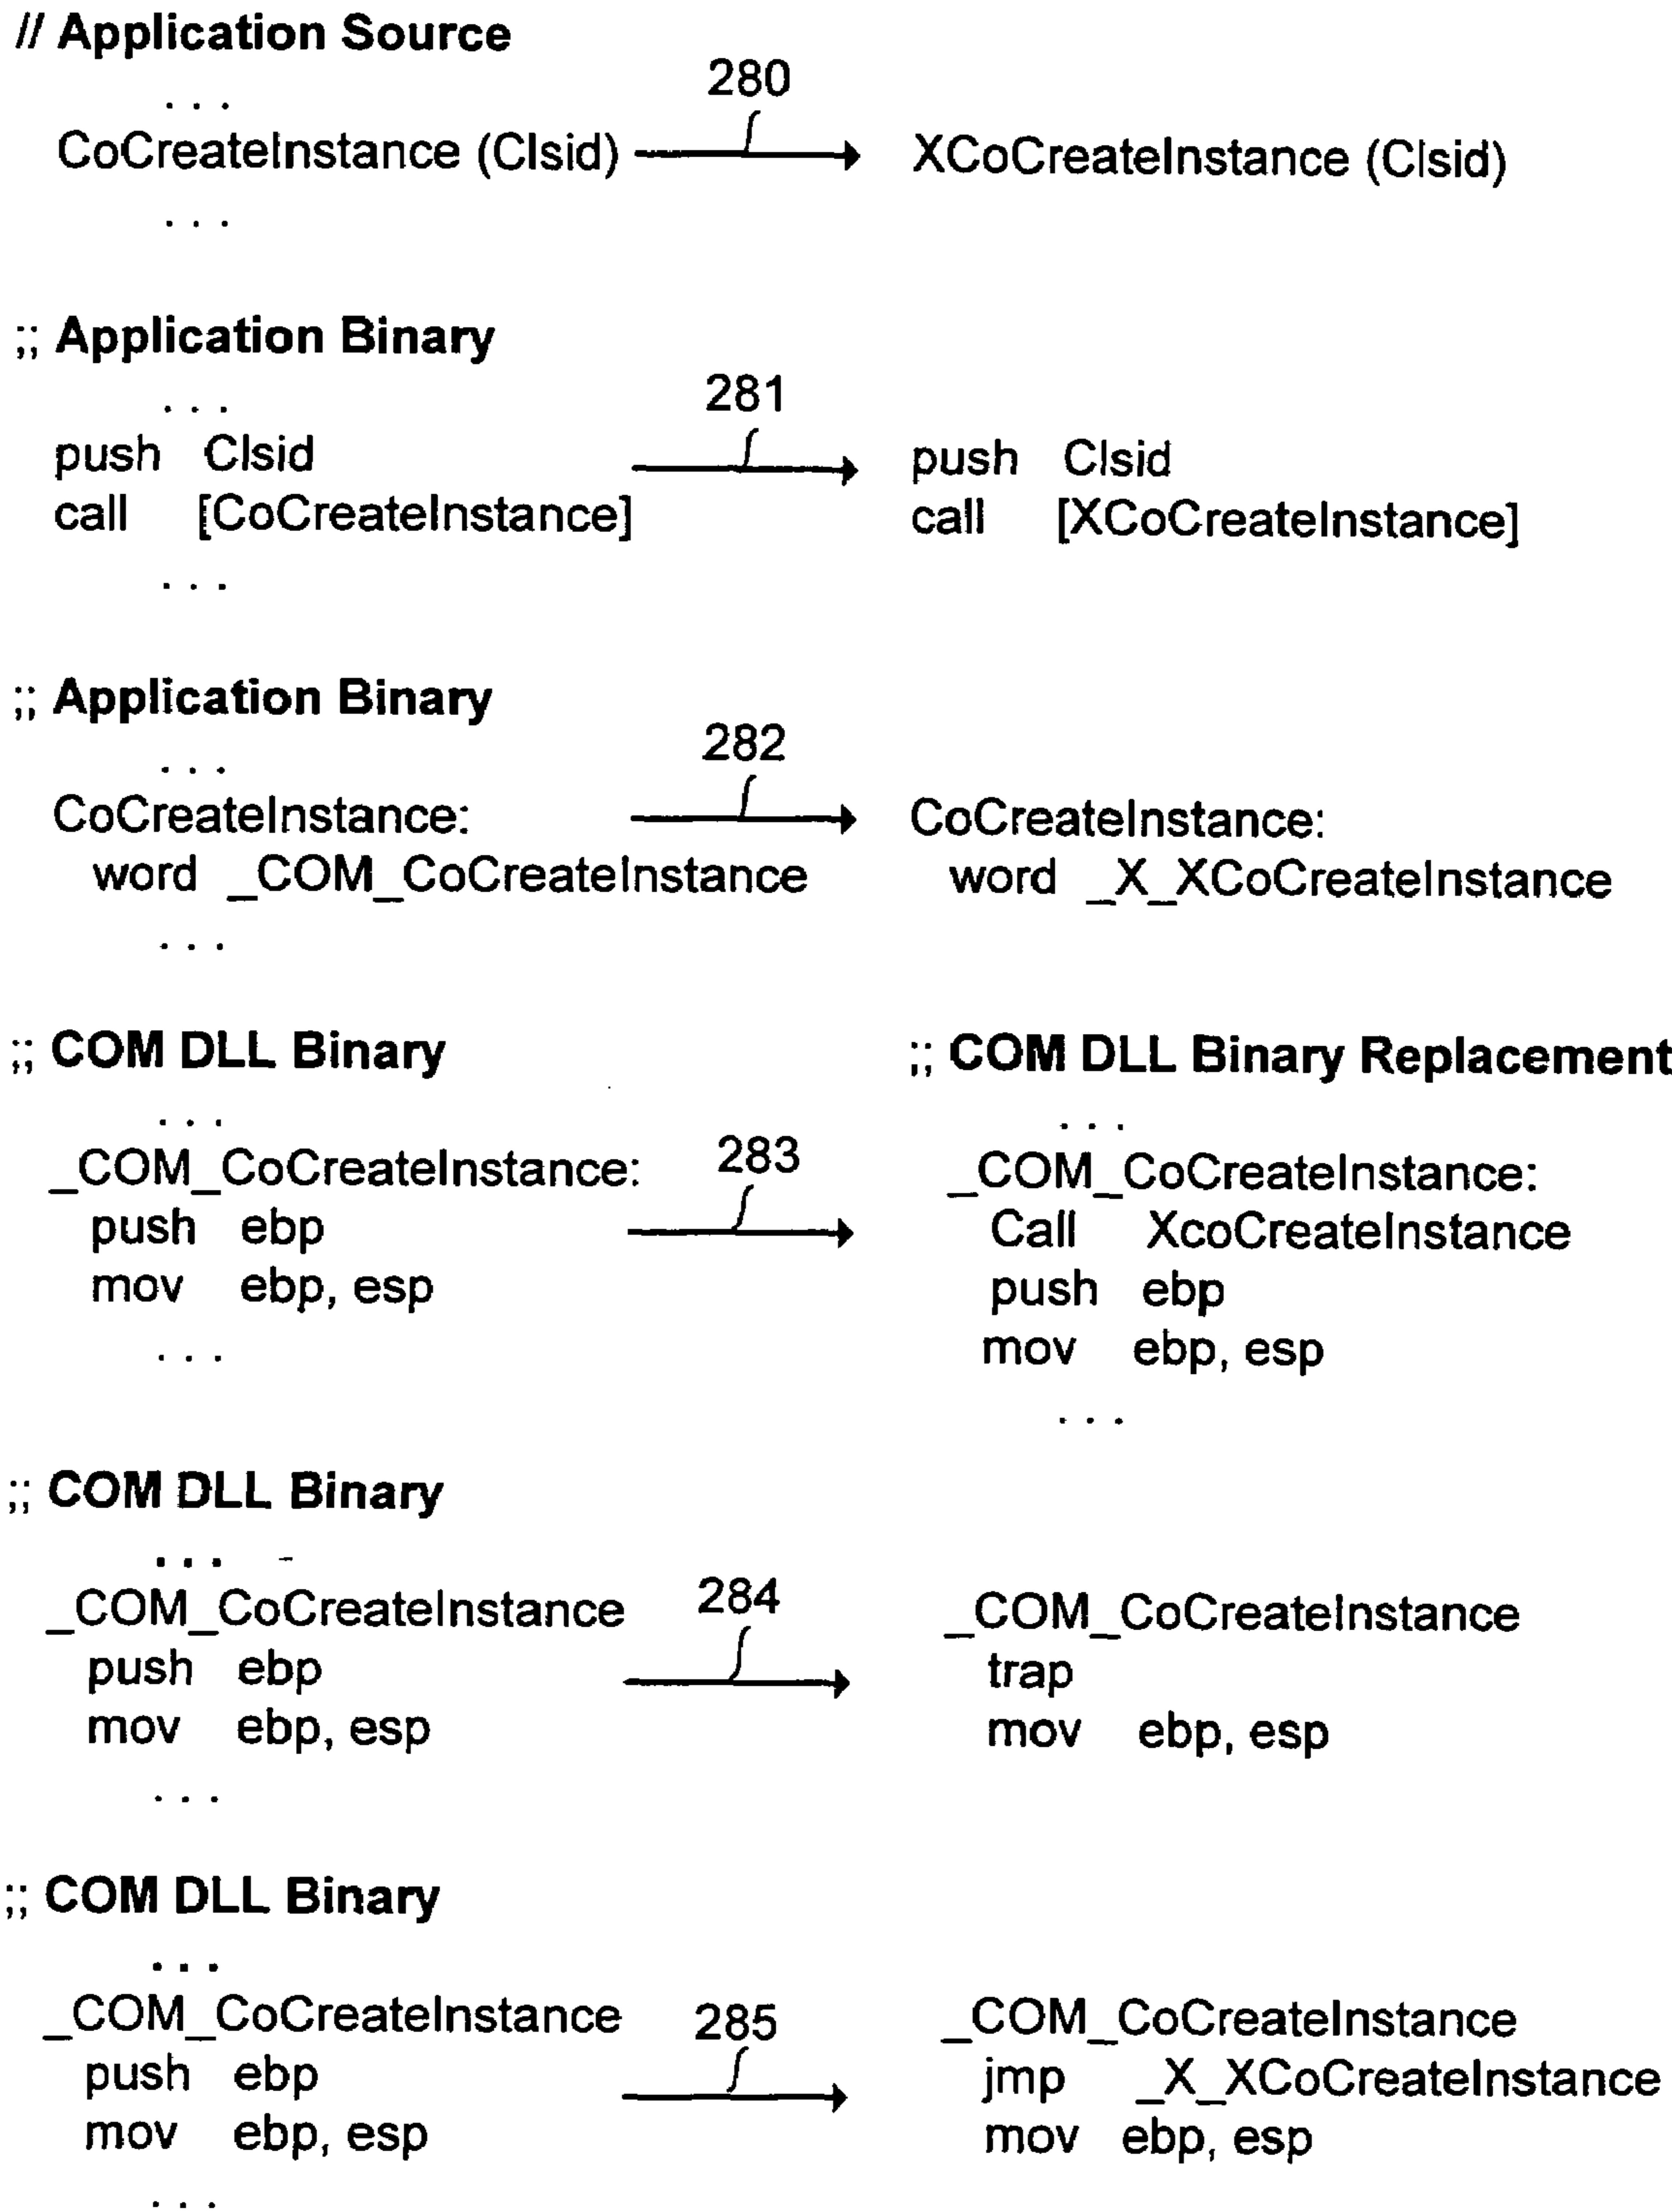 // Application Source
. . .
280
CoCreateInstance (Clsid) XCoCreateInstance (Clsid)
. . .
;; Application Binary
. . .
281
push Clsid push Clsid
call [CoCreateInstance] call [XCoCreateInstance]
. . .
;; Application Binary
. . .
282
CoCreateInstance: CoCreateInstance:
word _COM_CoCreateInstance word _X_XCoCreateInstance
. . .
;; COM DLL Binary ;; COM DLL Binary Replacement
. . . . . .
_COM_CoCreateInstance: 283 _COM_CoCreateInstance:
push ebp Call XcoCreateInstance
mov ebp, esp push ebp
. . . mov ebp, esp
. . .
;; COM DLL Binary
. . .
_COM_CoCreateInstance 284 _COM_CoCreateInstance
push ebp trap
mov ebp, esp mov ebp, esp
. . .
;; COM DLL Binary
. . .
_COM_CoCreateInstance 285 _COM_CoCreateInstance
push ebp jmp _X_XCoCreateInstance
mov ebp, esp mov ebp, esp
. . .